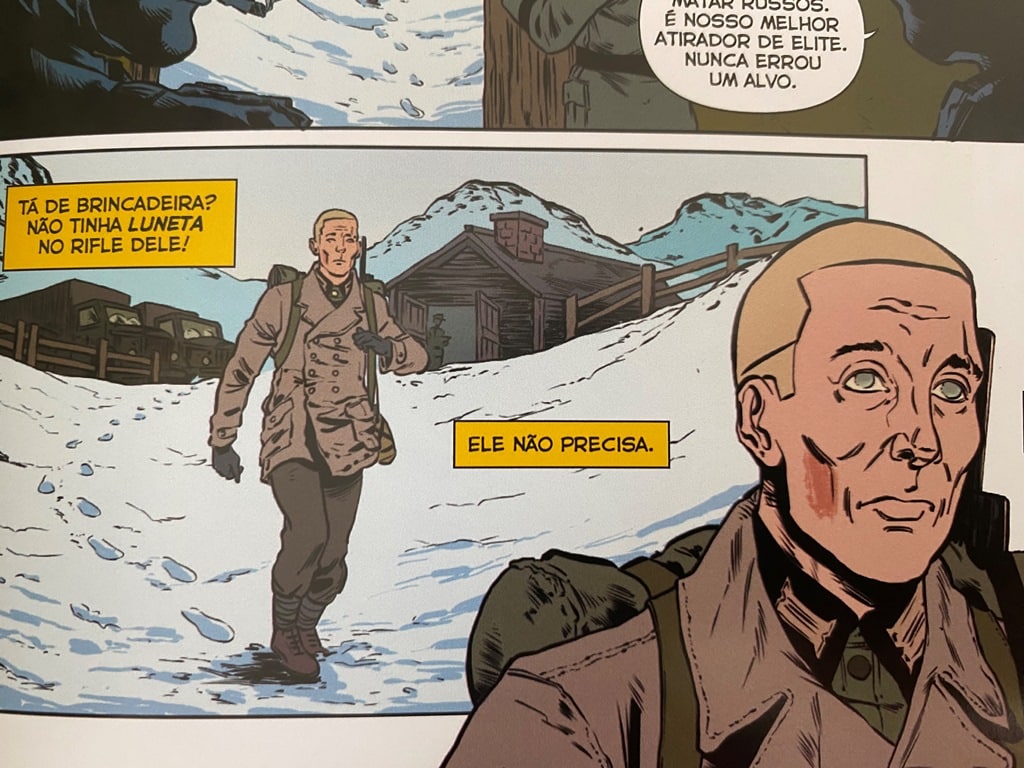 MATAR RUSSOS.
É NOSSO MELHOR
ATIRADOR DE ELITE.
NUNCA ERROU
UM ALVO.
TÁ DE BRINCADEIRA?
NÃO TINHA LUNETA
NO RIFLE DELE!
ELE NÃO PRECISA.